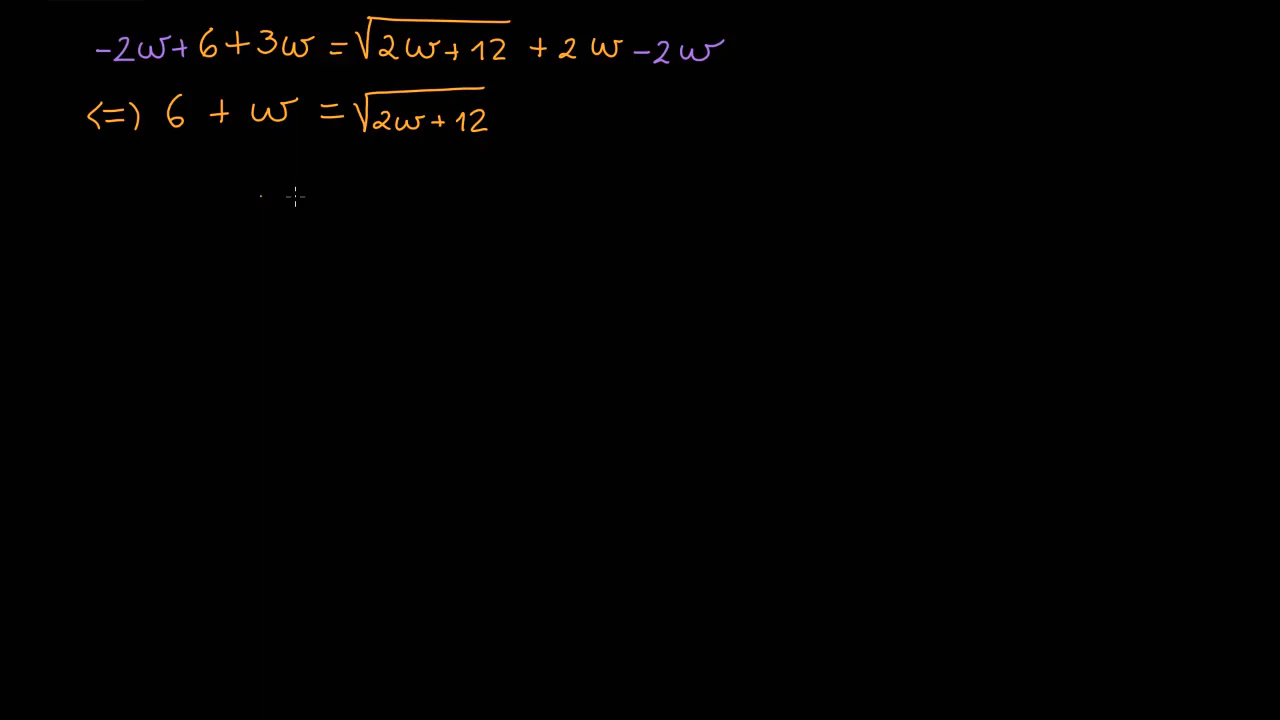 -2w+ 6+3w = √2w+12 + 2w -2w
<=> 6 + w = √2w+12